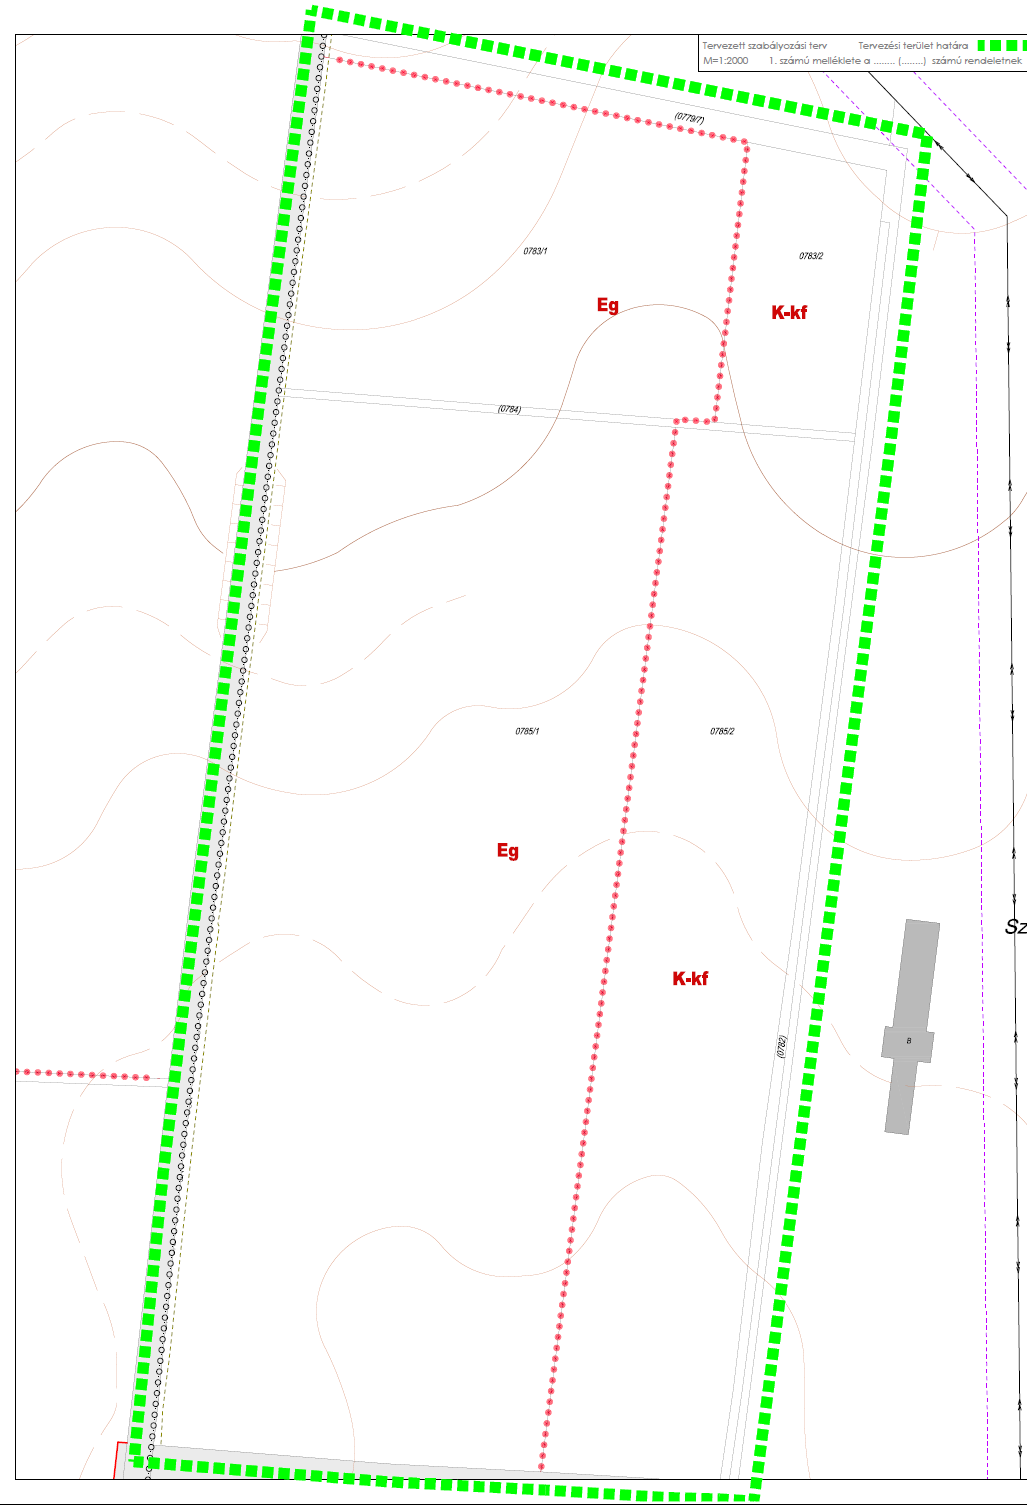 Tervezett szabályozási terv Tervezési terület határa
M=1:2000 1. számú melléklete a ........ (........) számú rendeletnek
(0779/7)
0783/1
0783/2
Eg
K-kf
(0784)
0785/1
0785/2
Eg
Sz
K-kf
(0782)
B